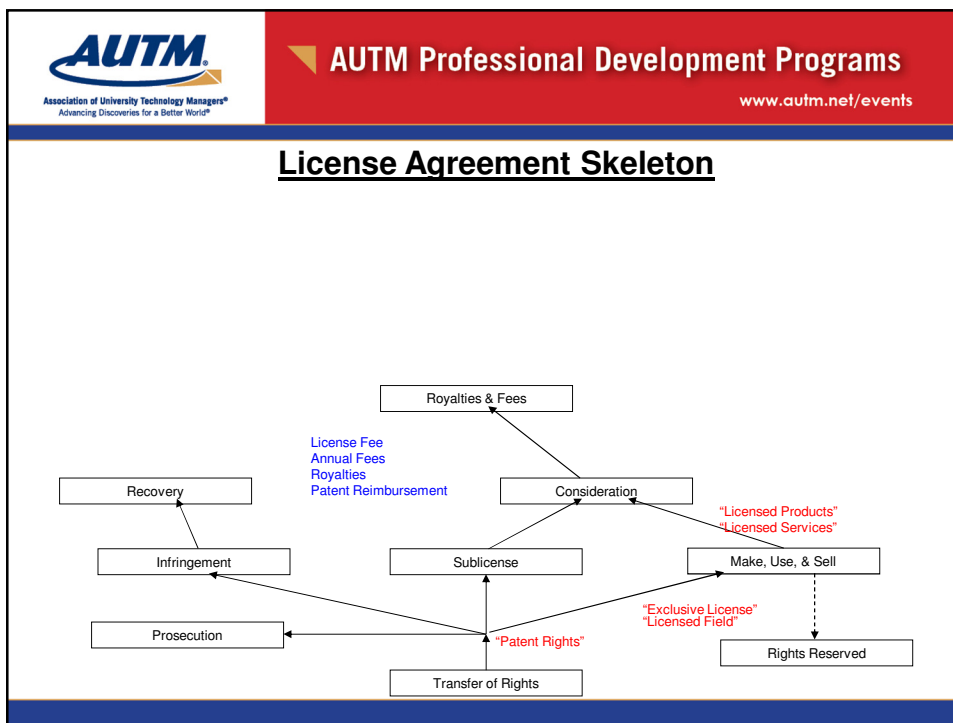 AUTM®
Association of University Technology Managers®
Advancing Discoveries for a Better World®
AUTM Professional Development Programs
www.autm.net/events
License Agreement Skeleton
Royalties & Fees
License Fee
Annual Fees
Royalties
Patent Reimbursement
Recovery
Consideration
“Licensed Products”
“Licensed Services”
Infringement
Sublicense
Make, Use, & Sell
“Exclusive License”
“Licensed Field”
Prosecution
“Patent Rights”
Rights Reserved
Transfer of Rights